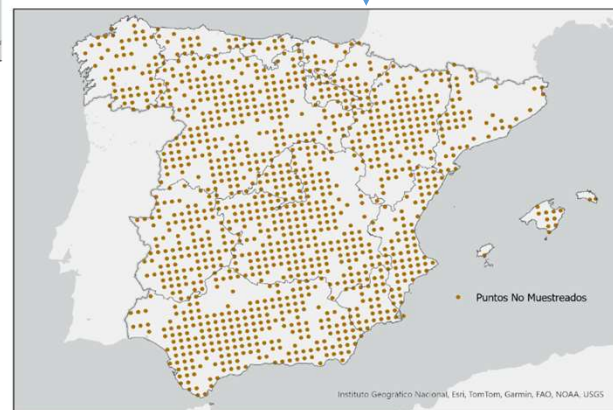 Puntos No Muestreados
Instituto Geográfico Nacional, Esri, TomTom, Garmin, FAO, NOAA, USGS